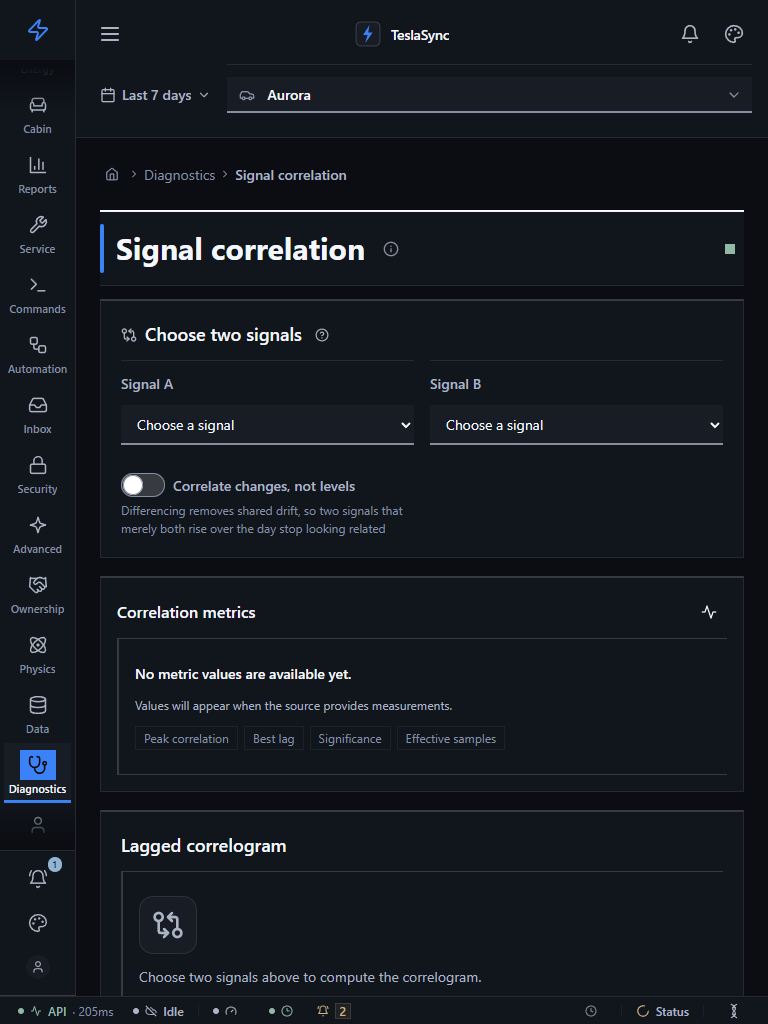 TeslaSync
Last 7 days
Aurora
Energy
Cabin
Reports
Service
Commands
Automation
Inbox
Security
Advanced
Ownership
Physics
Data
Diagnostics
1
Diagnostics
Signal correlation
Signal correlation
Choose two signals
Signal A
Signal B
Choose a signal
Choose a signal
Correlate changes, not levels
Differencing removes shared drift, so two signals that
merely both rise over the day stop looking related
Correlation metrics
No metric values are available yet.
Values will appear when the source provides measurements.
Peak correlation
Best lag
Significance
Effective samples
Lagged correlogram
Choose two signals above to compute the correlogram.
API · 205ms
Idle
2
Status